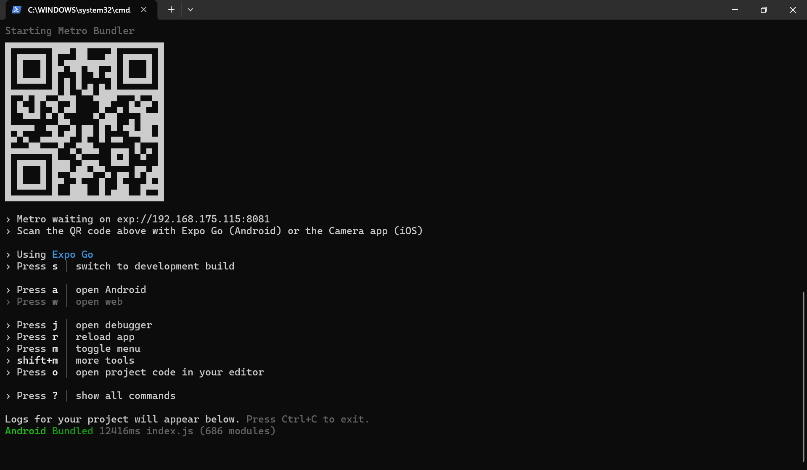 C:\WINDOWS\system32\cmd.
Starting Metro Bundler
› Metro waiting on exp://192.168.175.115:8081
› Scan the QR code above with Expo Go (Android) or the Camera app (iOS)
› Using Expo Go
› Press s │ switch to development build
› Press a │ open Android
› Press w │ open web
› Press j │ open debugger
› Press r │ reload app
› Press m │ toggle menu
› shift+m │ more tools
› Press o │ open project code in your editor
› Press ? │ show all commands
Logs for your project will appear below. Press Ctrl+C to exit.
Android Bundled 12416ms index.js (686 modules)